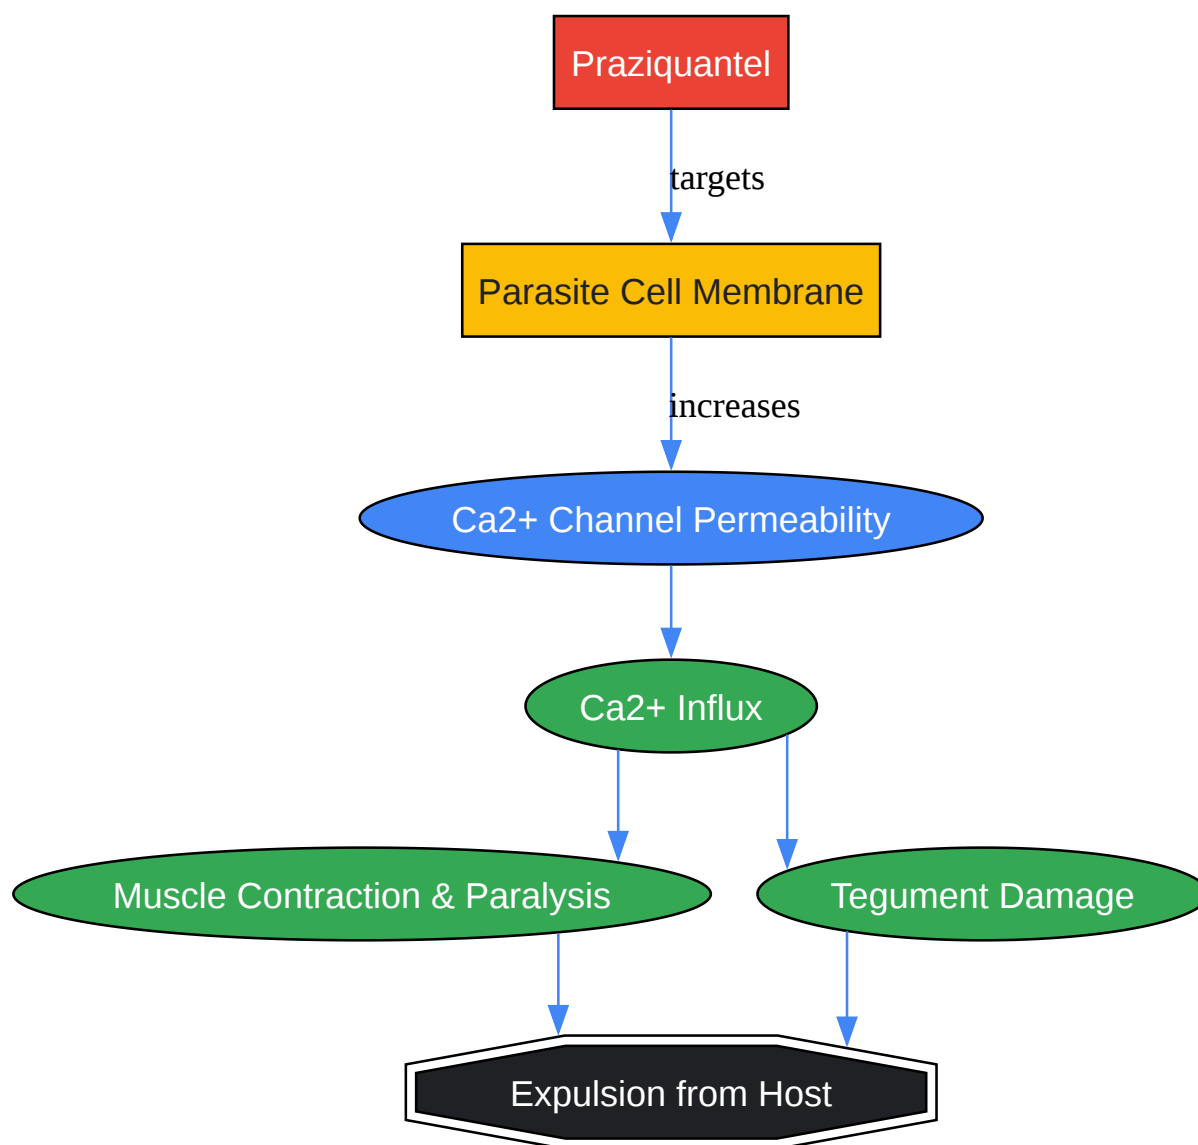 Praziquantel
targets
Parasite Cell Membrane
increases
Ca2+ Channel Permeability
Ca2+ Influx
Muscle Contraction & Paralysis
Tegument Damage
Expulsion from Host